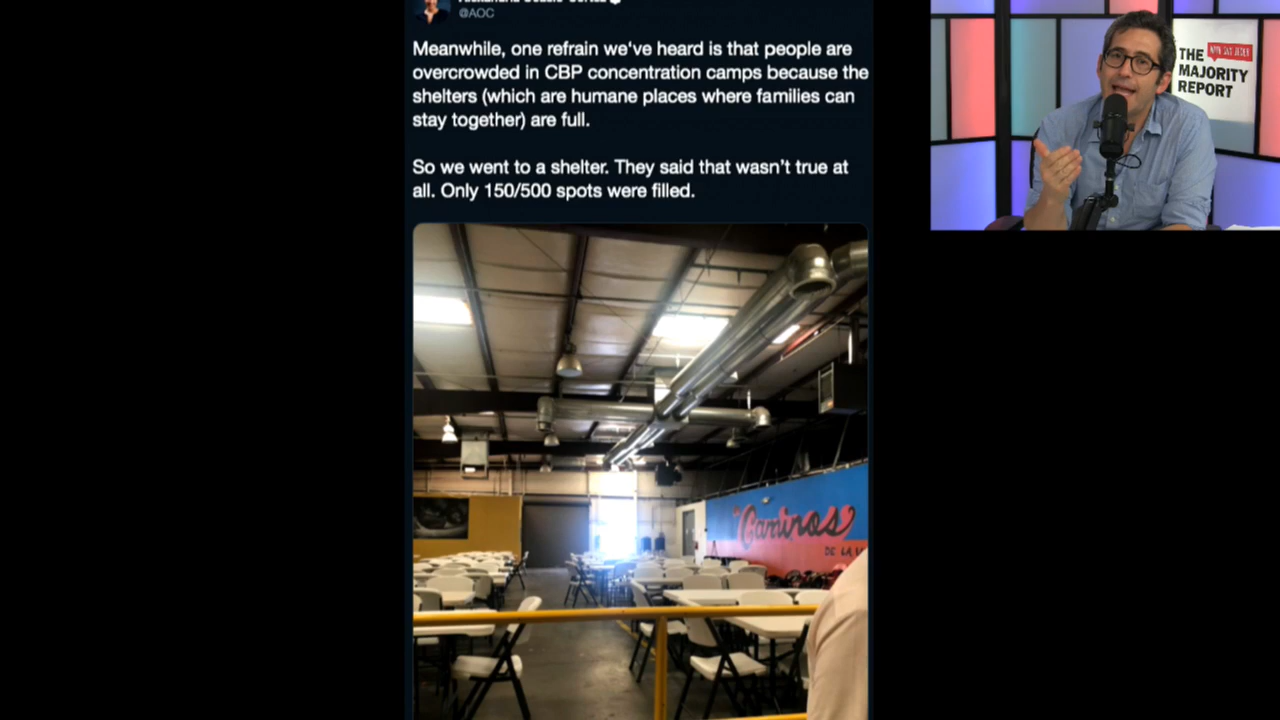 @AOC
Meanwhile, one refrain we've heard is that people are
overcrowded in CBP concentration camps because the
shelters (which are humane places where families can
stay together) are full.
So we went to a shelter. They said that wasn't true at
all. Only 150/500 spots were filled.
Caminos
DE LA
THE
MAJORITY
REPORT